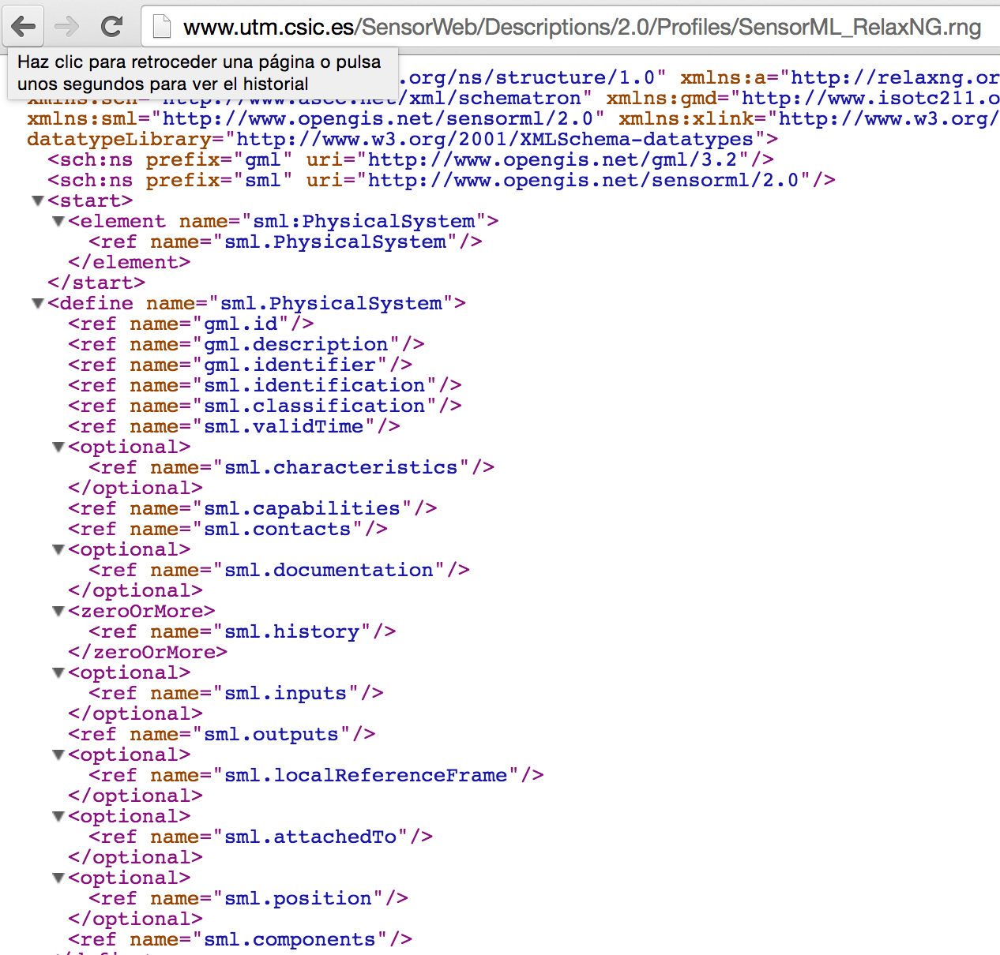 www.utm.csic.es/SensorWeb/Descriptions/2.0/Profiles/SensorML_RelaxNG.rng
Haz clic para retroceder una página o pulsa
unos segundos para ver el historial
.org/ns/structure/1.0" xmlns:a="http://relaxng.or
xmlns:sch="http://www.ascc.net/xml/schematron" xmlns:gmd="http://www.isotc211.o
xmlns:sml="http://www.opengis.net/sensorml/2.0" xmlns:xlink="http://www.w3.org/
datatypeLibrary="http://www.w3.org/2001/XMLSchema-datatypes">
<sch:ns prefix="gml" uri="http://www.opengis.net/gml/3.2"/>
<sch:ns prefix="sml" uri="http://www.opengis.net/sensorml/2.0"/>
<start>
<element name="sml:PhysicalSystem">
<ref name="sml.PhysicalSystem"/>
</element>
</start>
<define name="sml.PhysicalSystem">
<ref name="gml.id"/>
<ref name="gml.description"/>
<ref name="gml.identifier"/>
<ref name="sml.identification"/>
<ref name="sml.classification"/>
<ref name="sml.validTime"/>
<optional>
<ref name="sml.characteristics"/>
</optional>
<ref name="sml.capabilities"/>
<ref name="sml.contacts"/>
<optional>
<ref name="sml.documentation"/>
</optional>
<zeroOrMore>
<ref name="sml.history"/>
</zeroOrMore>
<optional>
<ref name="sml.inputs"/>
</optional>
<ref name="sml.outputs"/>
<optional>
<ref name="sml.localReferenceFrame"/>
</optional>
<optional>
<ref name="sml.attachedTo"/>
</optional>
<optional>
<ref name="sml.position"/>
</optional>
<ref name="sml.components"/>